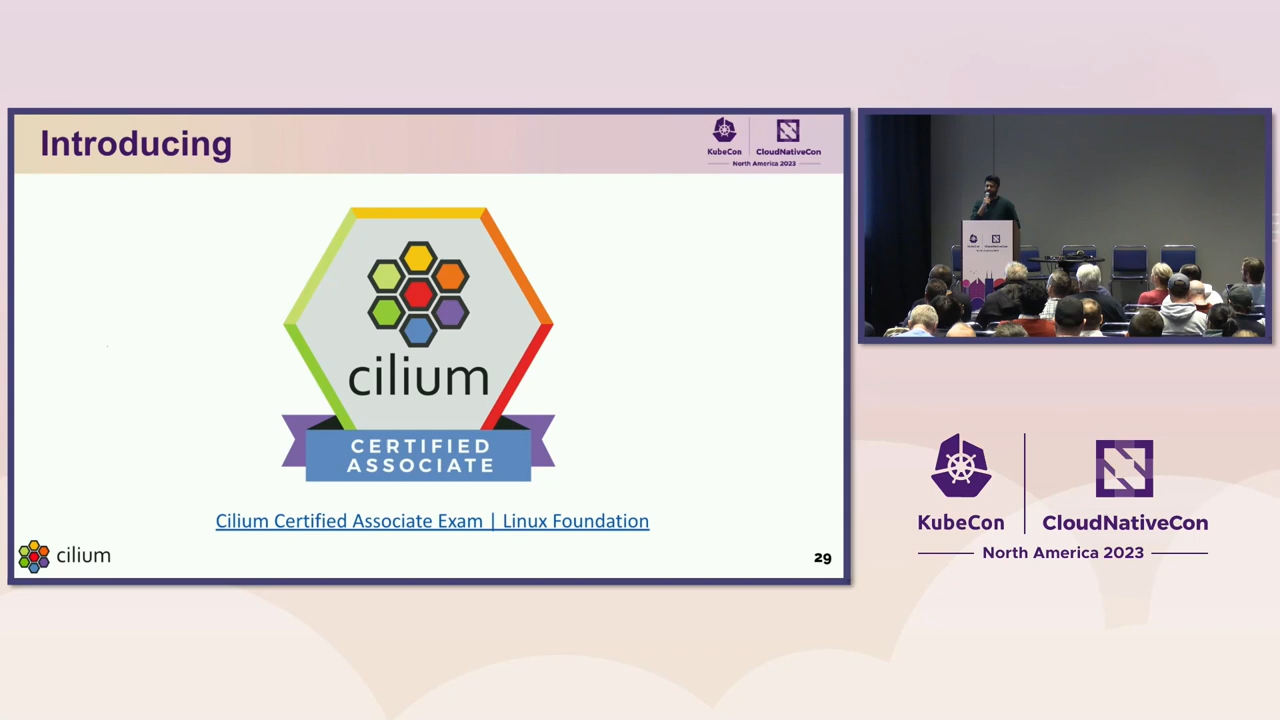 Introducing
KubeCon
CloudNativeCon
North America 2023
cilium
CERTIFIED
ASSOCIATE
Cilium Certified Associate Exam | Linux Foundation
cilium
29
KubeCon
CloudNativeCon
North America 2023